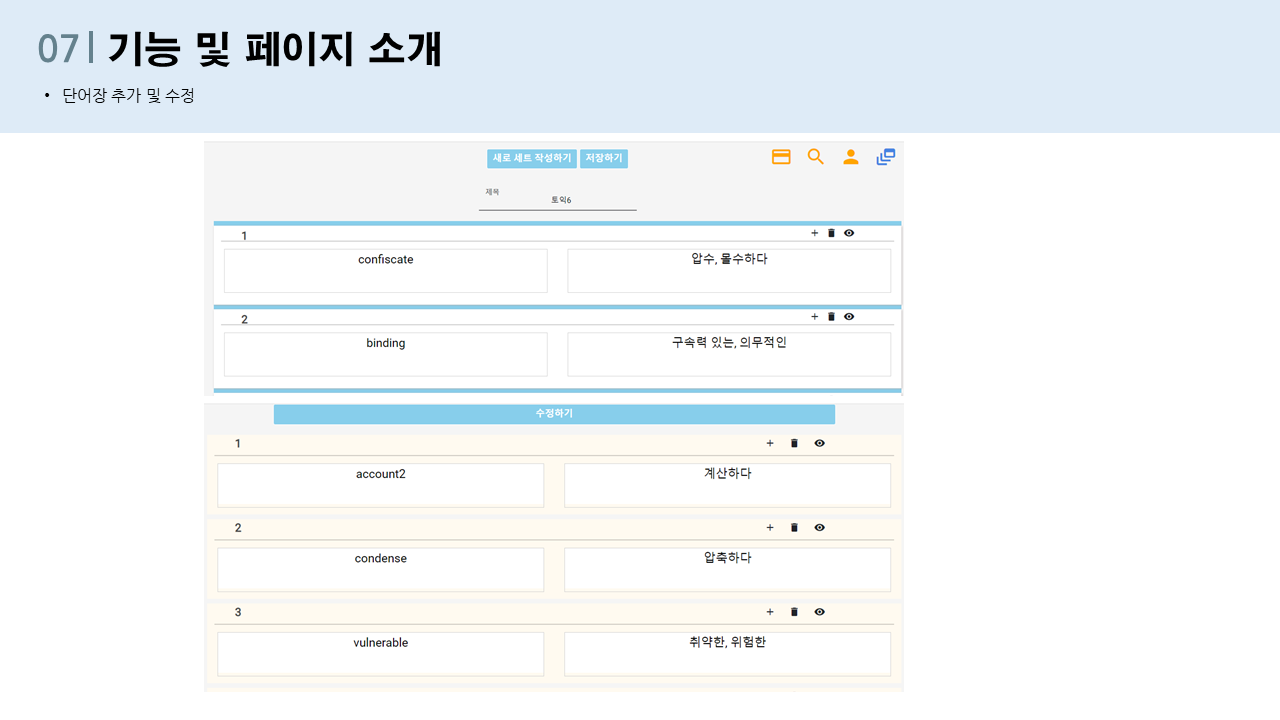 07| 기능 및 페이지 소개
• 단어장 추가 및 수정
새로 세트 작성하기 저장하기
제목
토익6
1
confiscate 압수, 몰수하다
2
binding 구속력 있는, 의무적인
수정하기
1
account2 계산하다
2
condense 압축하다
3
vulnerable 취약한, 위험한